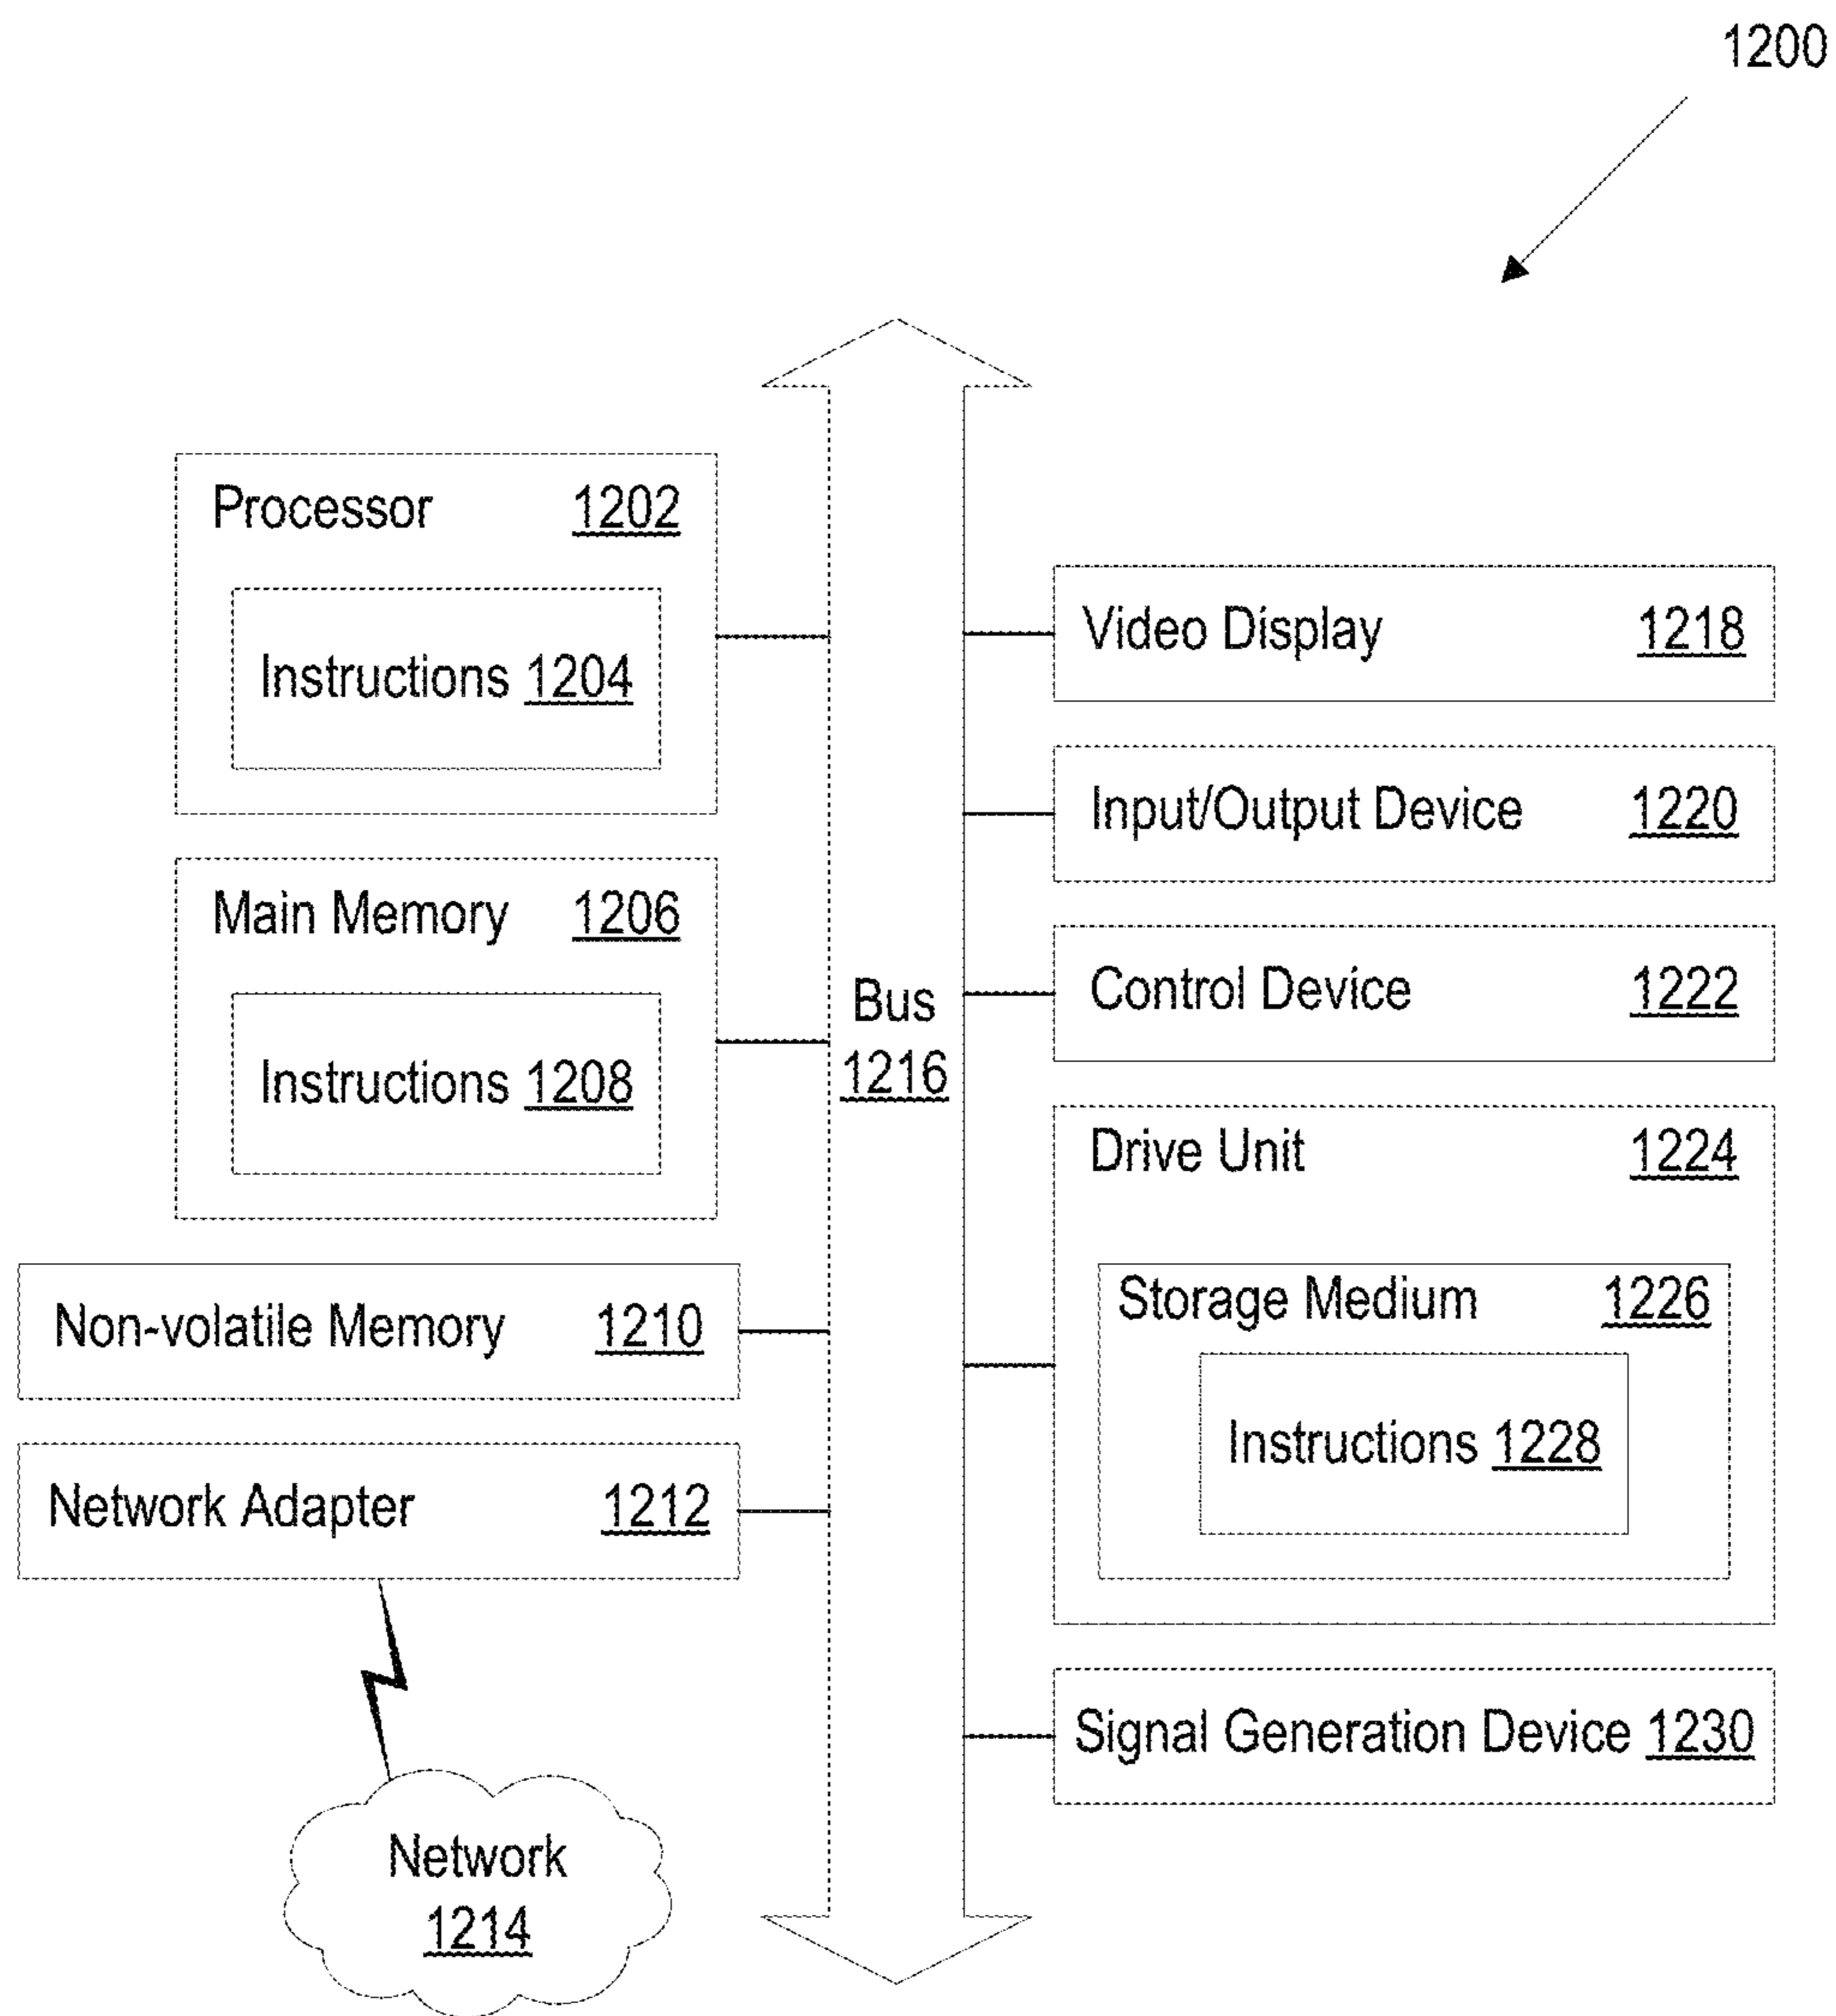 1200
Processor 1202
Instructions 1204
Main Memory 1206
Instructions 1208
Non-volatile Memory 1210
Network Adapter 1212
Network
1214
Bus
1216
Video Display 1218
Input/Output Device 1220
Control Device 1222
Drive Unit 1224
Storage Medium 1226
Instructions 1228
Signal Generation Device 1230